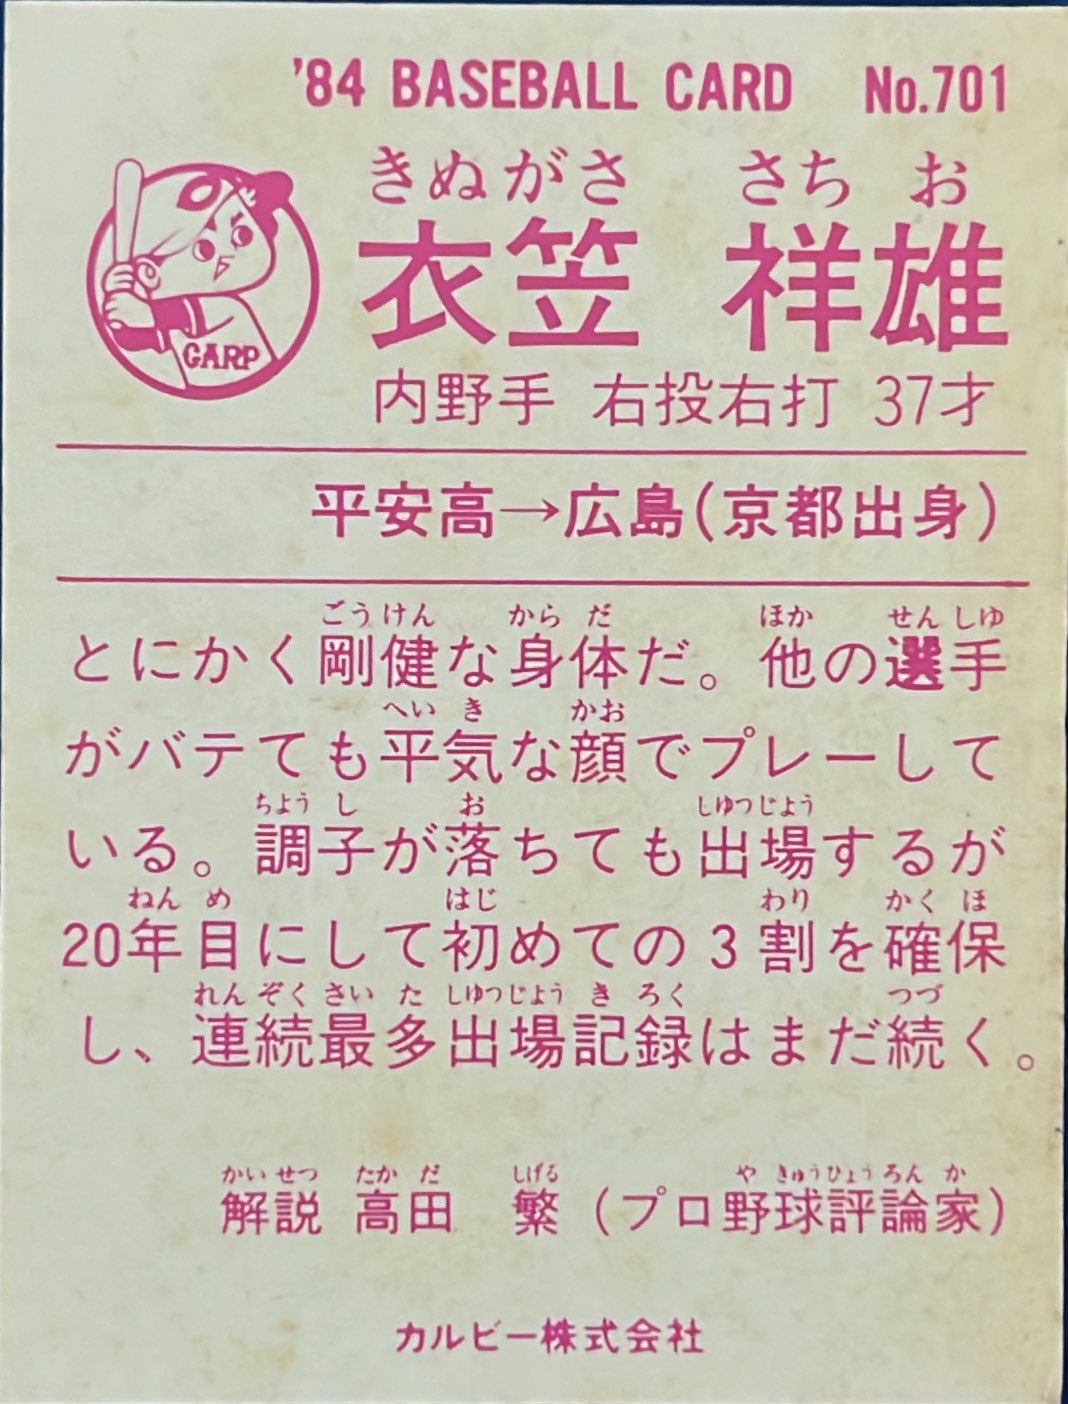 '84 BASEBALL CARD No.701
きぬがさ さちお
衣笠 祥雄
CARP
内野手 右投右打 37才
平安高→広島(京都出身)
ごうけん からだ ほか せんしゆ
とにかく剛健な身体だ。他の選手
へいき かお
がバテても平気な顔でプレーして
ちようし お しゆつじよう
いる。調子が落ちても出場するが
ねんめ はじ わり かくほ
20年目にして初めての3割を確保
れんぞくさいたしゆつじようきろく つづ
し、連続最多出場記録はまだ続く。
かいせつ たかだ しげる やきゅうひょうろんか
解説 高田 繁(プロ野球評論家)
カルビー株式会社